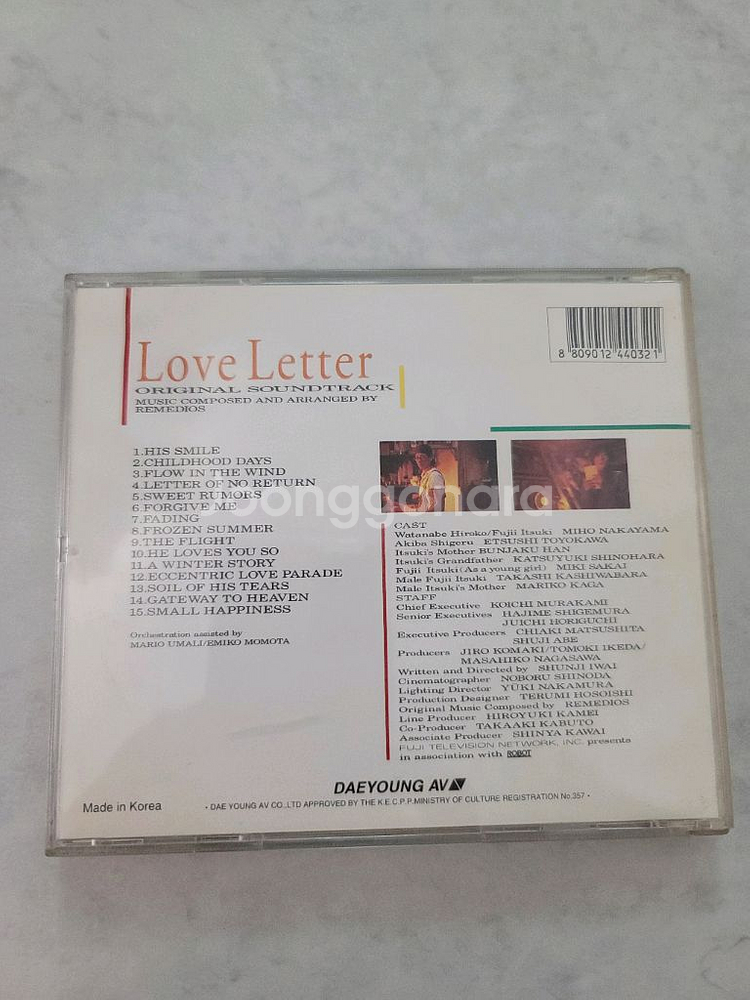 8 809012 440321
Love Letter
ORIGINAL SOUNDTRACK
MUSIC COMPOSED AND ARRANGED BY
REMEDIOS
1.HIS SMILE
2.CHILDHOOD DAYS
3.FLOW IN THE WIND
4.LETTER OF NO RETURN
5.SWEET RUMORS
6.FORGIVE ME
7.FADING
8.FROZEN SUMMER
9.THE FLIGHT
10.HE LOVES YOU SO
11.A WINTER STORY
12.ECCENTRIC LOVE PARADE
13.SOIL OF HIS TEARS
14.GATEWAY TO HEAVEN
15.SMALL HAPPINESS
Orchestration assisted by
MARIO UMALI/EMIKO MOMOTA
joonggonara
CAST
Watanabe Hiroko/Fujii Itsuki MIHO NAKAYAMA
Akiba Shigeru ETSUSHI TOYOKAWA
Itsuki's Mother BUNJAKU HAN
Itsuki's Grandfather KATSUYUKI SHINOHARA
Fujii Itsuki(As a young girl) MIKI SAKAI
Male Fujii Itsuki TAKASHI KASHIWABARA
Male Itsuki's Mother MARIKO KAGA
STAFF
Chief Executive KOICHI MURAKAMI
Senior Executives HAJIME SHIGEMURA
JUICHI HORIGUCHI
Executive Producers CHIAKI MATSUSHITA
SHUJI ABE
Producers JIRO KOMAKI/TOMOKI IKEDA/
MASAHIKO NAGASAWA
Written and Directed by SHUNJI IWAI
Cinematographer NOBORU SHINODA
Lighting Director YUKI NAKAMURA
Production Designer TERUMI HOSOISHI
Original Music Composed by REMEDIOS
Line Producer HIROYUKI KAMEI
Co-Producer TAKAAKI KABUTO
Associate Producer SHINYA KAWAI
FUJI TELEVISION NETWORK, INC. presents
in association with ROBOT
DAEYOUNG AV
Made in Korea
• DAE YOUNG AV CO.,LTD APPROVED BY THE K.E.C.P.P.MINISTRY OF CULTURE REGISTRATION No.357 •